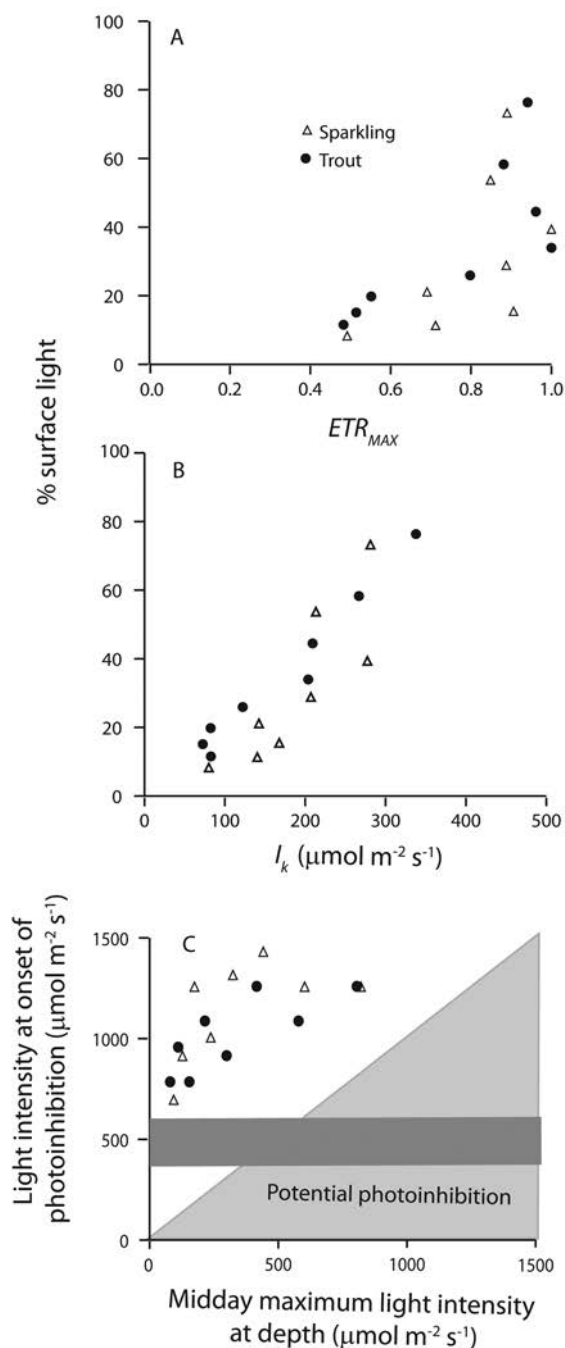 A
100
80
60
40
20
0
Sparkling
Trout
0.0 0.2 0.4 0.6 0.8 1.0
ETR_MAX
% surface light
B
100
80
60
40
20
0
0 100 200 300 400 500
I_k (μmol m⁻² s⁻¹)
C
1500
1000
500
0
Light intensity at onset of
photoinhibition (μmol m⁻² s⁻¹)
Potential photoinhibition
0 500 1000 1500
Midday maximum light intensity
at depth (μmol m⁻² s⁻¹)